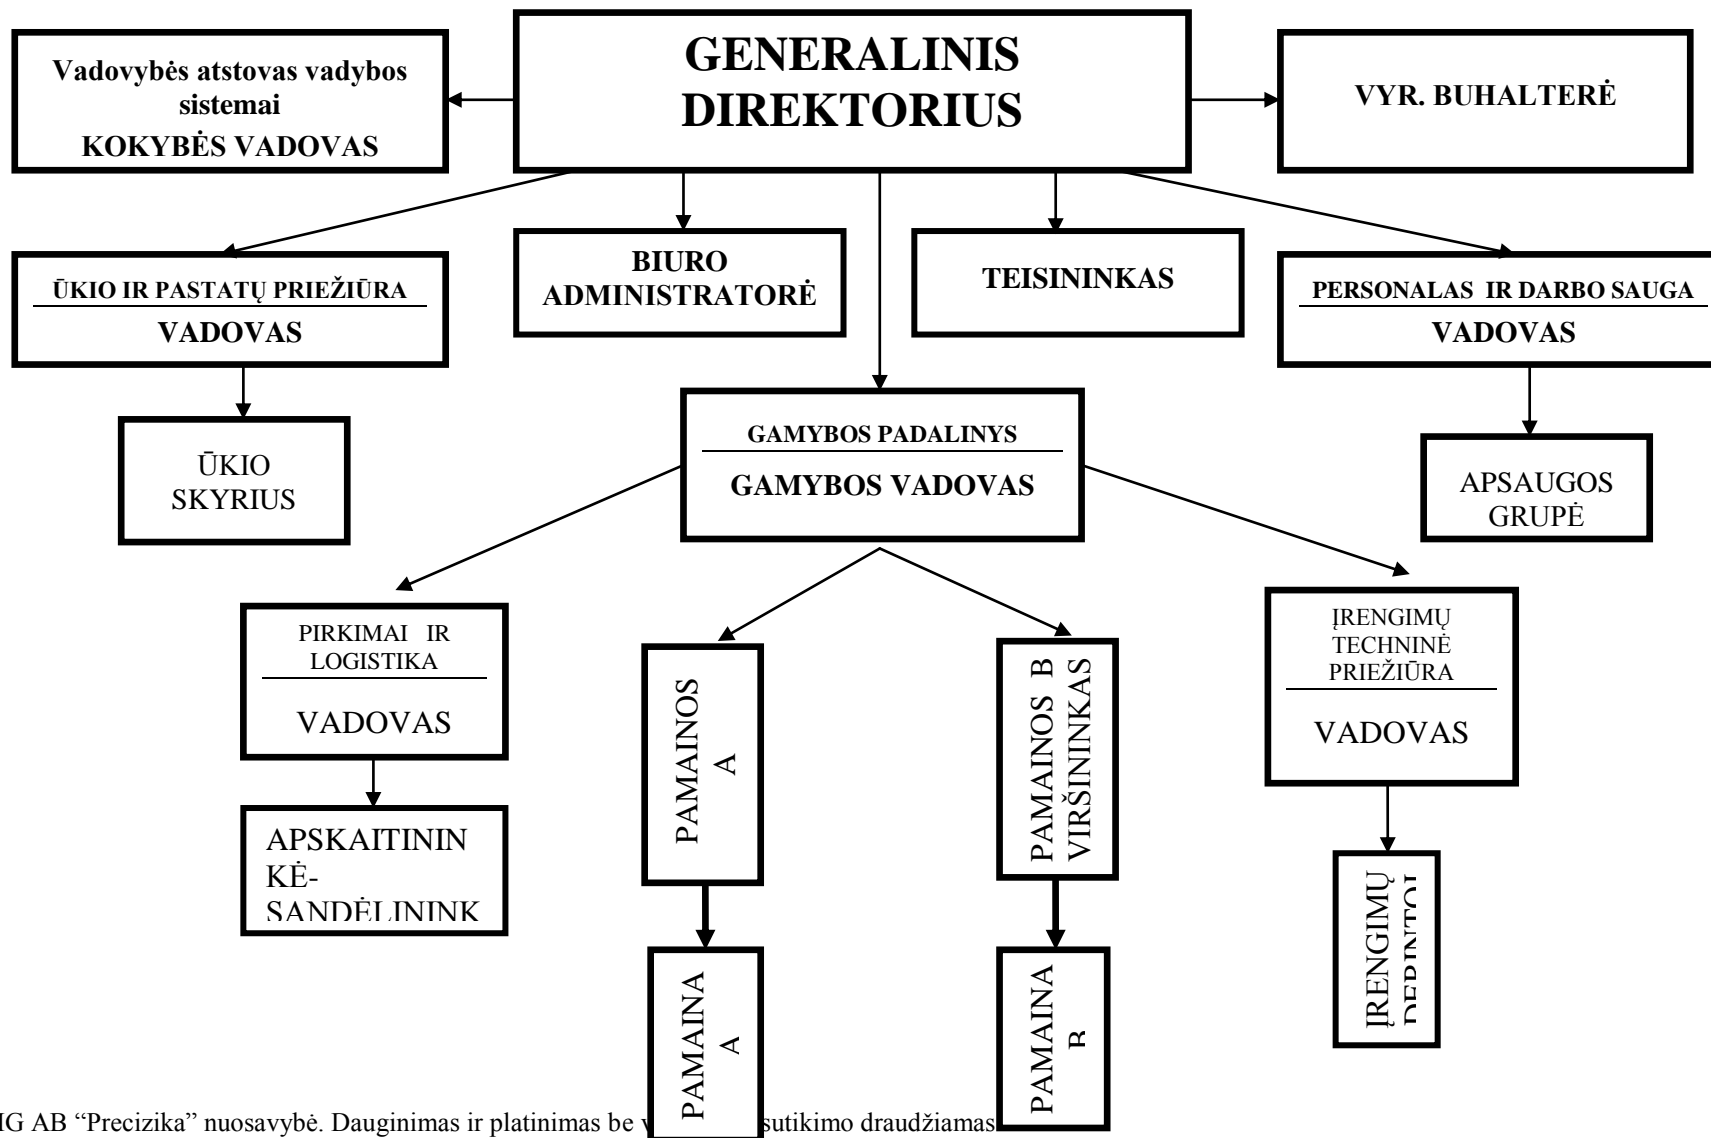 GENERALINIS
DIREKTORIUS
Vadovybės atstovas vadybos
sistemai
KOKYBĖS VADOVAS
VYR. BUHALTERĖ
ŪKIO IR PASTATŲ PRIEŽIŪRA
VADOVAS
BIURO
ADMINISTRATORĖ
TEISININKAS
PERSONALAS IR DARBO SAUGA
VADOVAS
ŪKIO
SKYRIUS
GAMYBOS PADALINYS
GAMYBOS VADOVAS
APSAUGOS
GRUPĖ
PIRKIMAI IR
LOGISTIKA
VADOVAS
PAMAINOS
A
PAMAINOS B
VIRŠININKAS
ĮRENGIMŲ
TECHNINĖ
PRIEŽIŪRA
VADOVAS
APSKAITININ
KĖ-
SANDĖLININK
PAMAINA
A
PAMAINA
B
ĮRENGIMŲ
IG AB “Precizika” nuosavybė. Dauginimas ir platinimas be sutikimo draudžiamas